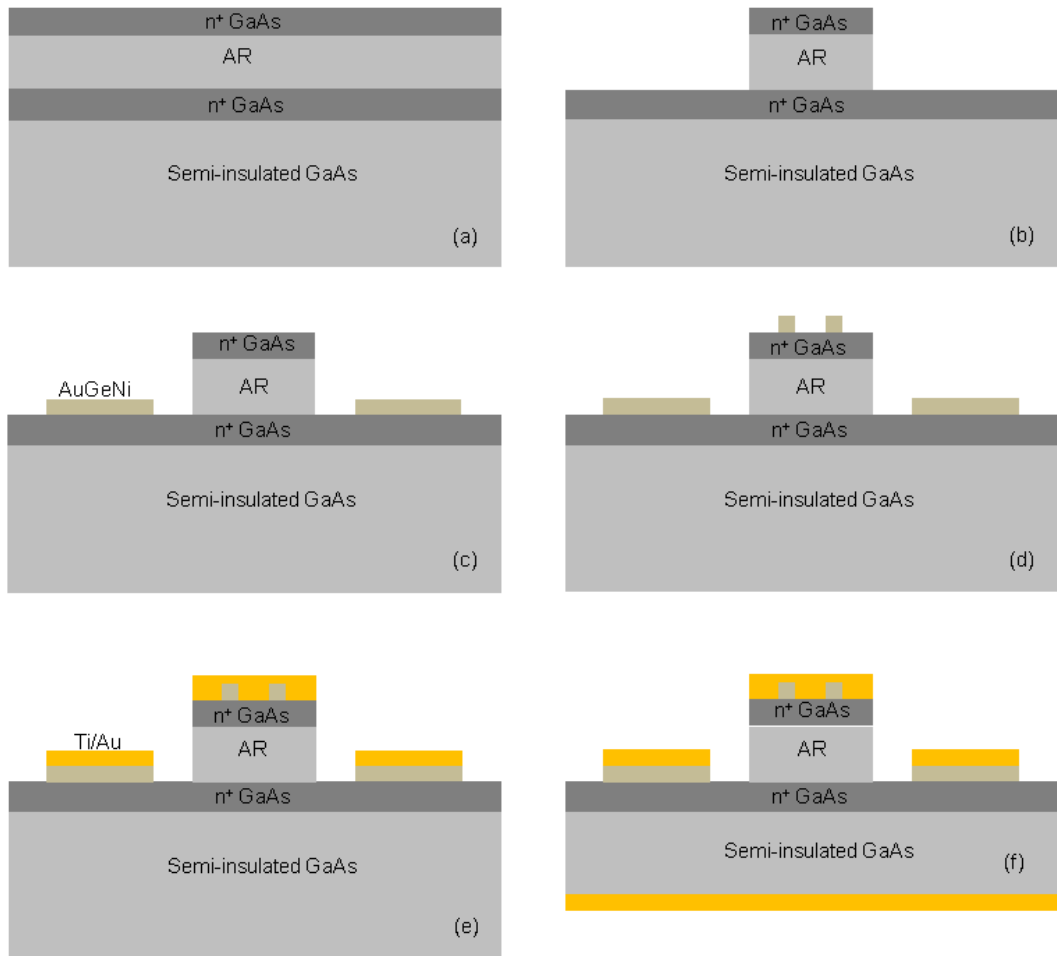 n⁺ GaAs
AR
n⁺ GaAs
Semi-insulated GaAs
(a)
n⁺ GaAs
AR
n⁺ GaAs
Semi-insulated GaAs
(b)
n⁺ GaAs
AR
AuGeNi
n⁺ GaAs
Semi-insulated GaAs
(c)
n⁺ GaAs
AR
n⁺ GaAs
Semi-insulated GaAs
(d)
n⁺ GaAs
Ti/Au
AR
n⁺ GaAs
Semi-insulated GaAs
(e)
n⁺ GaAs
AR
n⁺ GaAs
Semi-insulated GaAs
(f)